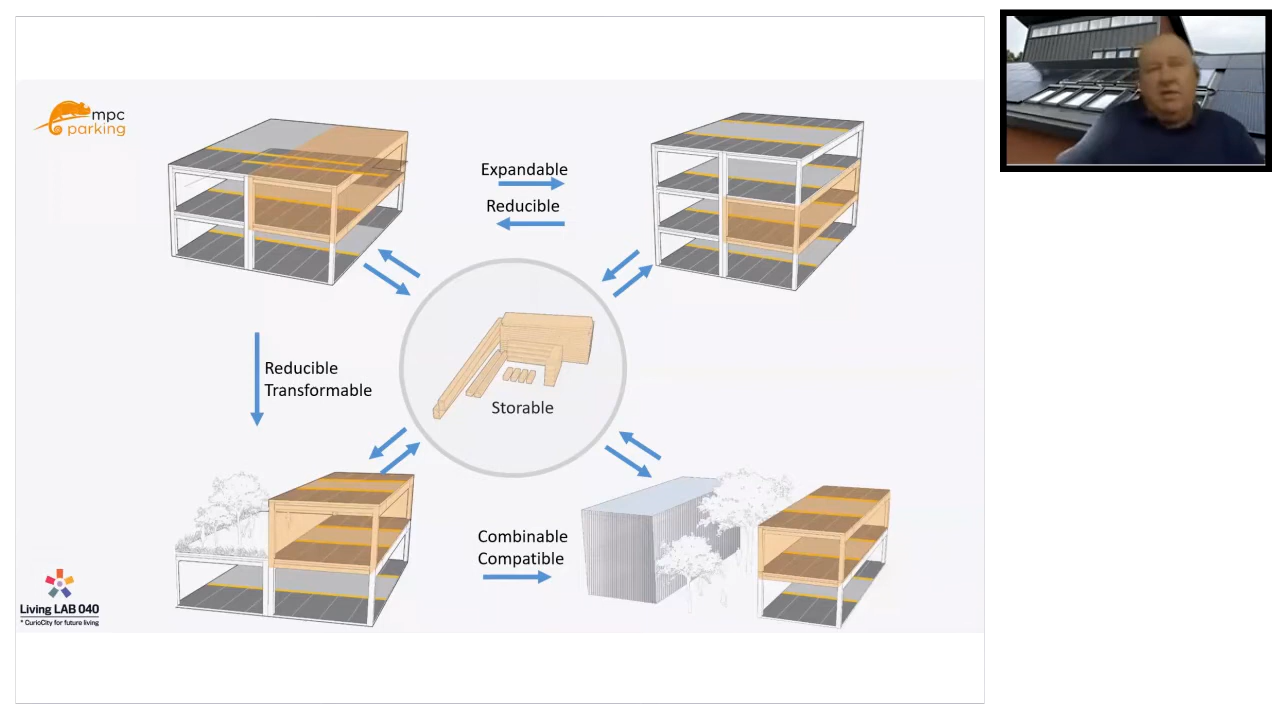 mpc
parking
Expandable
Reducible
Reducible
Transformable
Storable
Combinable
Compatible
Living LAB 040
* CurioCity for future living